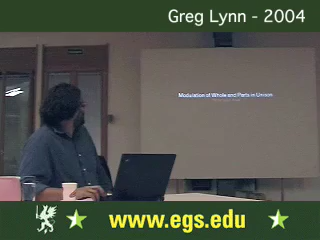 Greg Lynn - 2004
Modulation of Whole and Parts in Unison
www.egs.edu